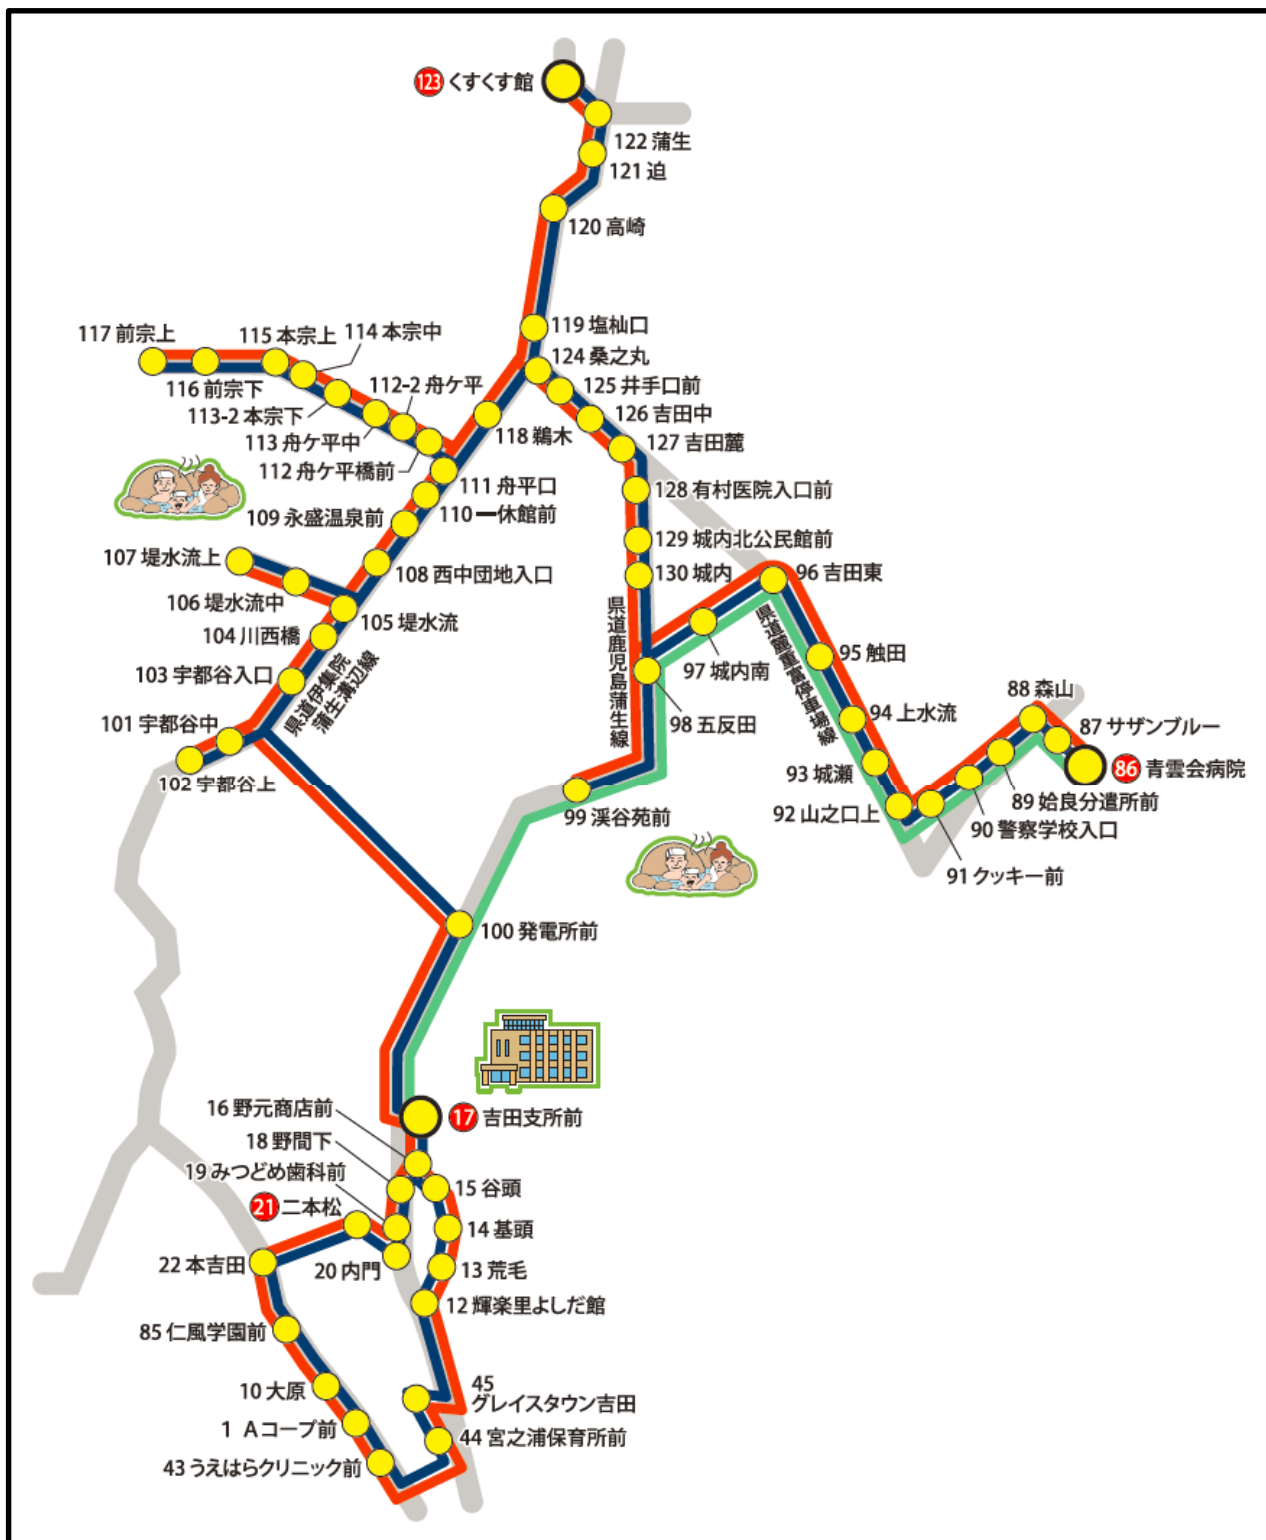 123 くすくす館
122 蒲生
121 迫
120 高崎
119 塩杣口
117 前宗上
115 本宗上
114 本宗中
116 前宗下
113-2 本宗下
112-2 舟ケ平
113 舟ケ平中
112 舟ケ平橋前
124 桑之丸
125 井手口前
126 吉田中
127 吉田麓
118 鵜木
111 舟平口
110 一休館前
109 永盛温泉前
128 有村医院入口前
129 城内北公民館前
130 城内
107 堤水流上
108 西中団地入口
106 堤水流中
105 堤水流
104 川西橋
103 宇都谷入口
101 宇都谷中
102 宇都谷上
県道伊集院
蒲生溝辺線
県道鹿児島蒲生線
県道麓重富停車場線
96 吉田東
97 城内南
98 五反田
95 触田
94 上水流
93 城瀬
92 山之口上
88 森山
87 サザンブルー
86 青雲会病院
89 姶良分遣所前
90 警察学校入口
91 クッキー前
99 渓谷苑前
100 発電所前
16 野元商店前
17 吉田支所前
18 野間下
19 みつどめ歯科前
21 二本松
15 谷頭
14 基頭
22 本吉田
20 内門
13 荒毛
12 輝楽里よしだ館
85 仁風学園前
10 大原
45
グレイスタウン吉田
1 Aコープ前
44 宮之浦保育所前
43 うえはらクリニック前